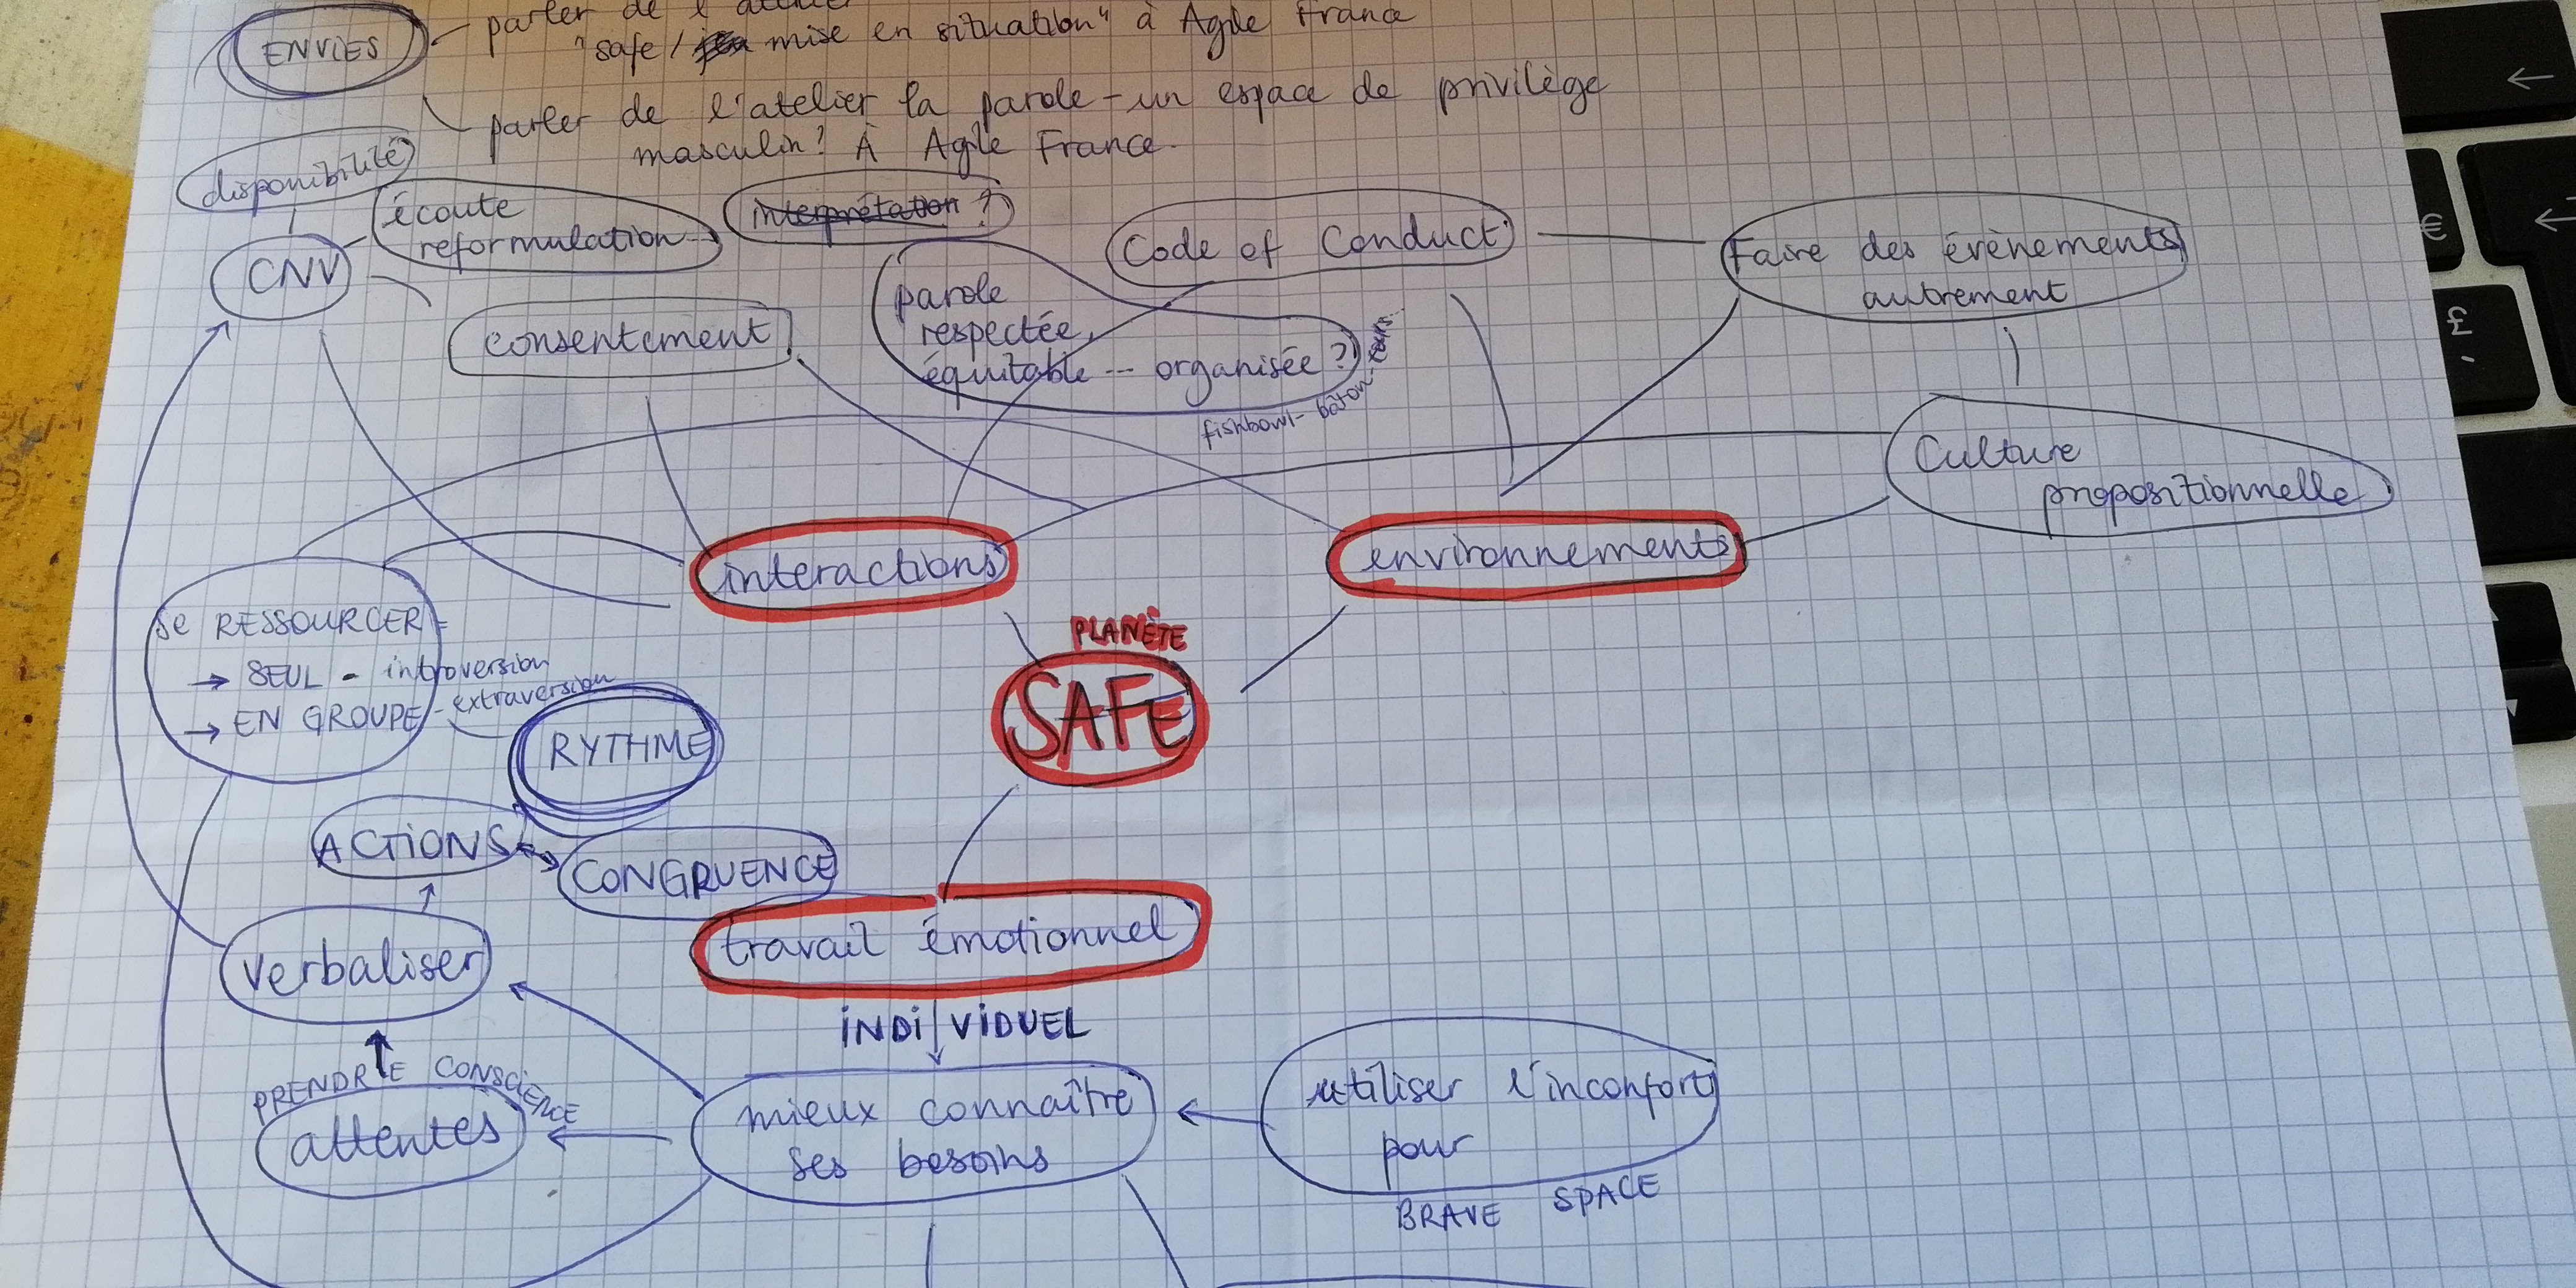 ENVIES
parler de l'atelier
"safe / mise en situation" à Agile France
parler de l'atelier la parole - un espace de privilège
masculin? À Agile France.
disponibilité
écoute
reformulation
interprétation ?
Code of Conduct
Faire des évènements
autrement
CNV
consentement
parole
respectée,
équitable -- organisée ?
fishbowl - bâton -
Culture
propositionnelle
interactions
environnements
PLANÈTE
SAFE
se RESSOURCER
→ SEUL - introversion
→ EN GROUPE - extraversion
RYTHME
ACTIONS
CONGRUENCE
travail émotionnel
verbaliser
INDIVIDUEL
PRENDRE CONSCIENCE
attentes
mieux connaître
ses besoins
utiliser l'inconfort
pour
BRAVE SPACE
€
£